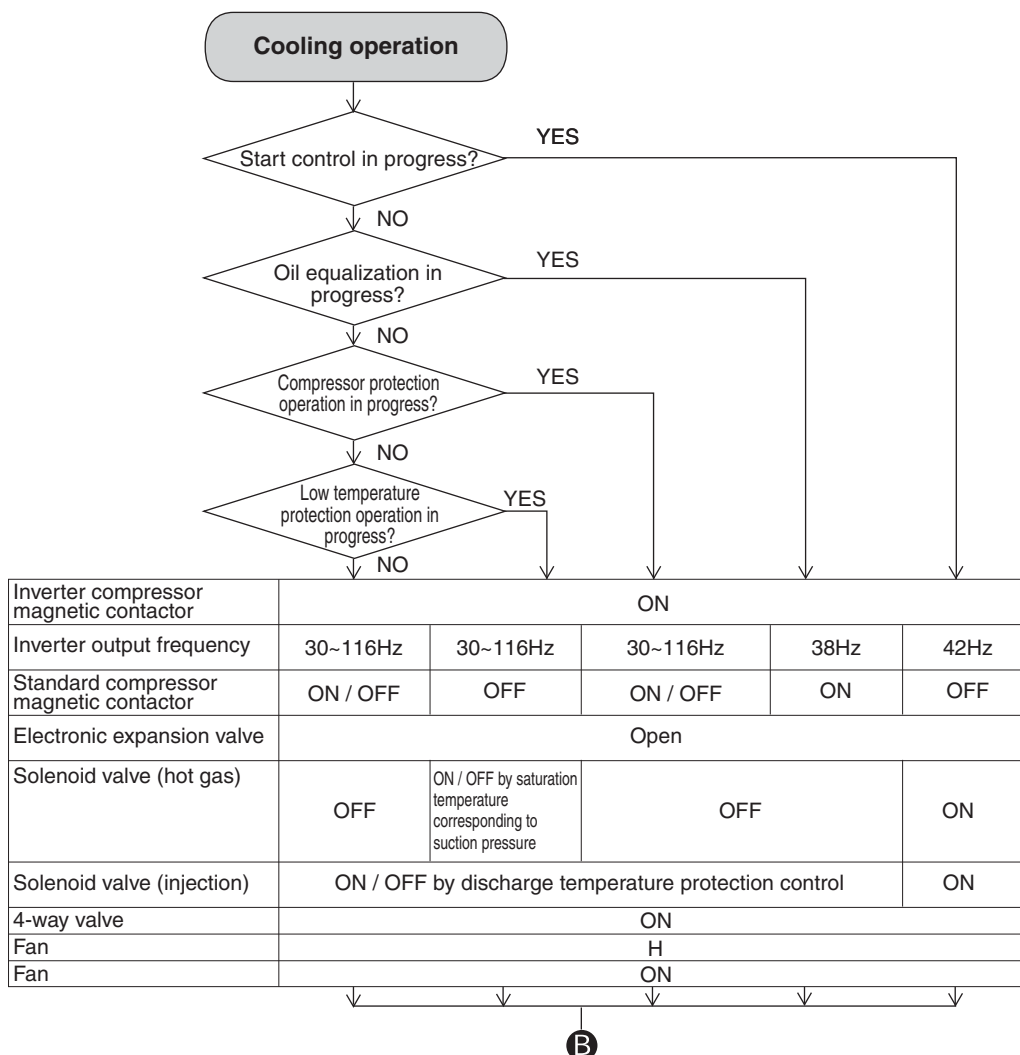 Cooling operation
YES
Start control in progress?
NO
YES
Oil equalization in
progress?
NO
YES
Compressor protection
operation in progress?
NO
Low temperature
protection operation in
progress?
YES
NO
Inverter compressor
magnetic contactor
ON
Inverter output frequency
30~116Hz
30~116Hz
30~116Hz
38Hz
42Hz
Standard compressor
magnetic contactor
ON / OFF
OFF
ON / OFF
ON
OFF
Electronic expansion valve
Open
Solenoid valve (hot gas)
OFF
ON / OFF by saturation
temperature
corresponding to
suction pressure
OFF
ON
Solenoid valve (injection)
ON / OFF by discharge temperature protection control
ON
4-way valve
ON
Fan
H
Fan
ON
B